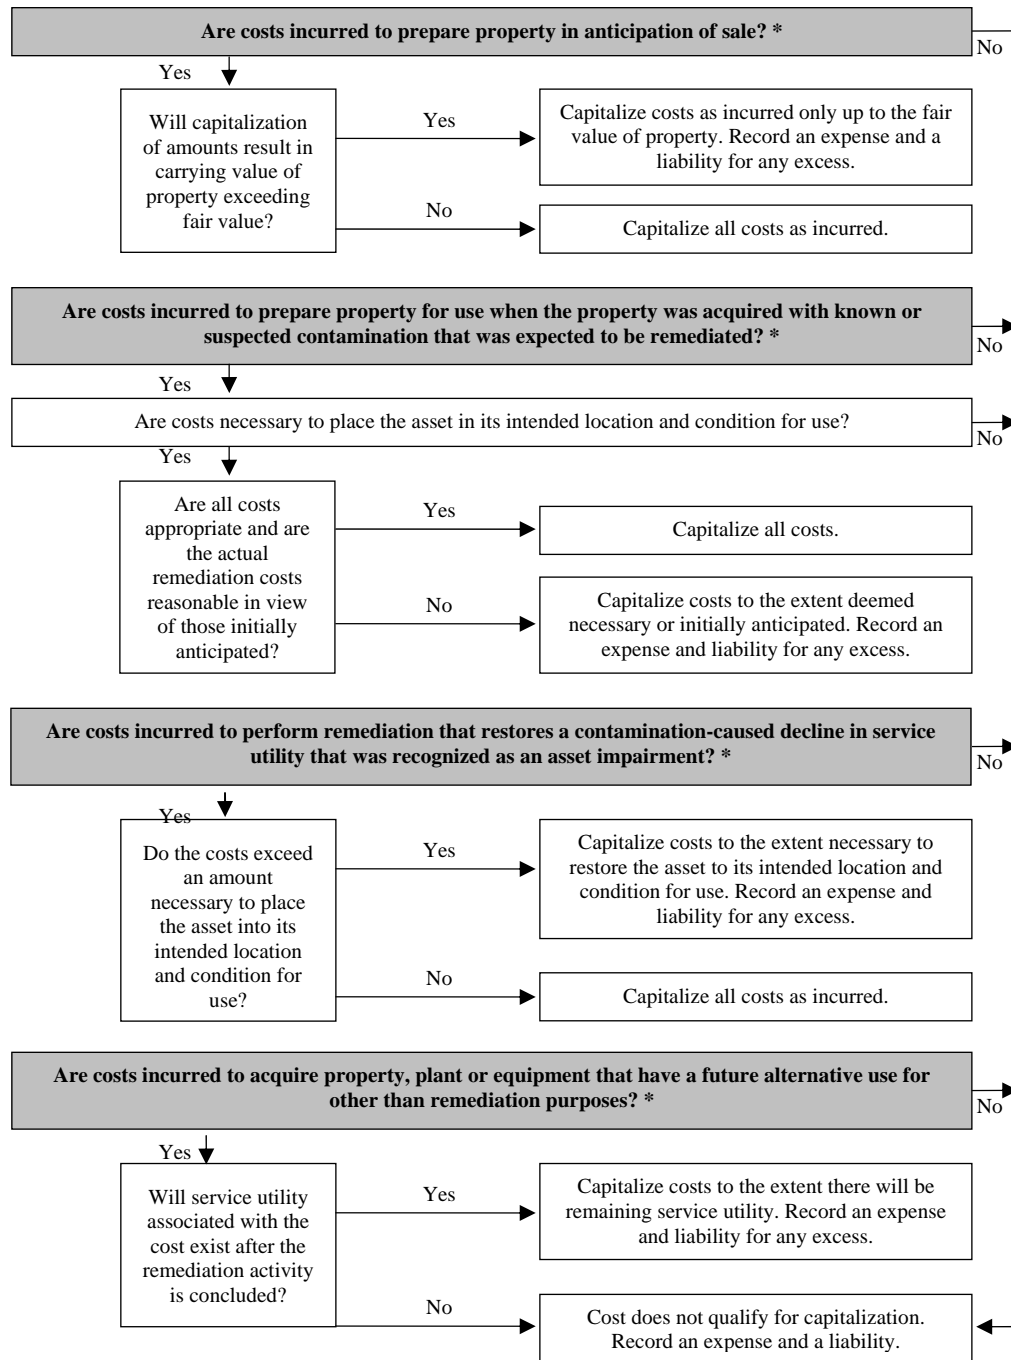 Are costs incurred to prepare property in anticipation of sale? *
No
Yes
Will capitalization
of amounts result in
carrying value of
property exceeding
fair value?
Yes
Capitalize costs as incurred only up to the fair
value of property. Record an expense and a
liability for any excess.
No
Capitalize all costs as incurred.
Are costs incurred to prepare property for use when the property was acquired with known or
suspected contamination that was expected to be remediated? *
No
Yes
Are costs necessary to place the asset in its intended location and condition for use?
No
Yes
Are all costs
appropriate and are
the actual
remediation costs
reasonable in view
of those initially
anticipated?
Yes
Capitalize all costs.
No
Capitalize costs to the extent deemed
necessary or initially anticipated. Record an
expense and liability for any excess.
Are costs incurred to perform remediation that restores a contamination-caused decline in service
utility that was recognized as an asset impairment? *
No
Yes
Do the costs exceed
an amount
necessary to place
the asset into its
intended location
and condition for
use?
Yes
Capitalize costs to the extent necessary to
restore the asset to its intended location and
condition for use. Record an expense and
liability for any excess.
No
Capitalize all costs as incurred.
Are costs incurred to acquire property, plant or equipment that have a future alternative use for
other than remediation purposes? *
No
Yes
Will service utility
associated with the
cost exist after the
remediation activity
is concluded?
Yes
Capitalize costs to the extent there will be
remaining service utility. Record an expense
and liability for any excess.
No
Cost does not qualify for capitalization.
Record an expense and a liability.